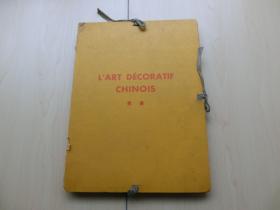 L'ART DÉCORATIF
CHINOIS
★ ★